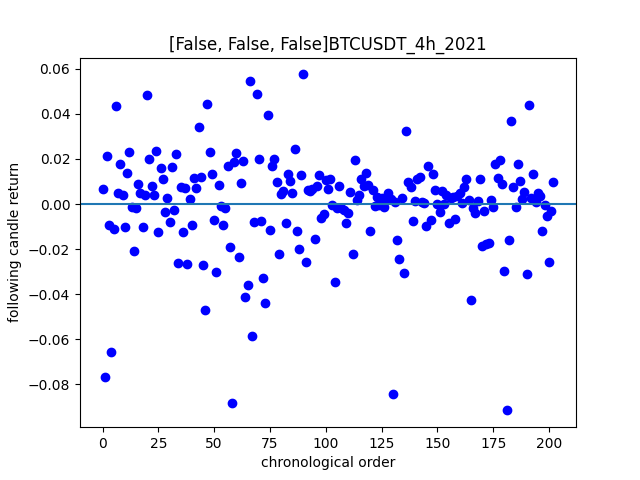 [False, False, False]BTCUSDT_4h_2021
0.06
0.04
0.02
0.00
−0.02
−0.04
−0.06
−0.08
following candle return
0 25 50 75 100 125 150 175 200
chronological order